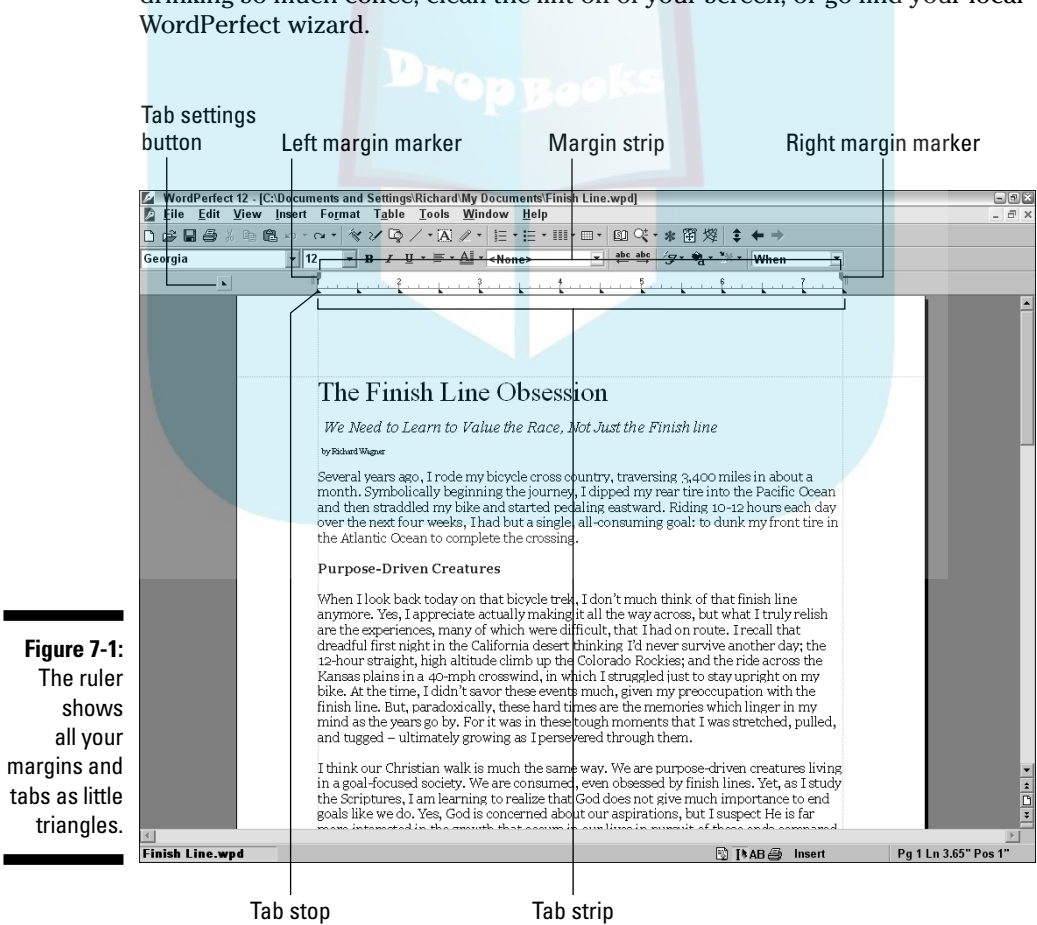 WordPerfect wizard.
DropBooks
Tab settings
button
Left margin marker
Margin strip
Right margin marker
WordPerfect 12 - [C:\Documents and Settings\Richard\My Documents\Finish Line.wpd]
File Edit View Insert Format Table Tools Window Help
Georgia 12 B I U <None> abc abc When
2 3 4 5 6 7
The Finish Line Obsession
We Need to Learn to Value the Race, Not Just the Finish line
by Richard Wagner
Several years ago, I rode my bicycle cross country, traversing 3,400 miles in about a
month. Symbolically beginning the journey, I dipped my rear tire into the Pacific Ocean
and then straddled my bike and started pedaling eastward. Riding 10-12 hours each day
over the next four weeks, I had but a single, all-consuming goal: to dunk my front tire in
the Atlantic Ocean to complete the crossing.
Purpose-Driven Creatures
When I look back today on that bicycle trek, I don't much think of that finish line
anymore. Yes, I appreciate actually making it all the way across, but what I truly relish
are the experiences, many of which were difficult, that I had on route. I recall that
dreadful first night in the California desert thinking I'd never survive another day; the
12-hour straight, high altitude climb up the Colorado Rockies; and the ride across the
Kansas plains in a 40-mph crosswind, in which I struggled just to stay upright on my
bike. At the time, I didn't savor these events much, given my preoccupation with the
finish line. But, paradoxically, these hard times are the memories which linger in my
mind as the years go by. For it was in these tough moments that I was stretched, pulled,
and tugged – ultimately growing as I persevered through them.
I think our Christian walk is much the same way. We are purpose-driven creatures living
in a goal-focused society. We are consumed, even obsessed by finish lines. Yet, as I study
the Scriptures, I am learning to realize that God does not give much importance to end
goals like we do. Yes, God is concerned about our aspirations, but I suspect He is far
Finish Line.wpd AB Insert Pg 1 Ln 3.65" Pos 1"
Tab stop
Tab strip
Figure 7-1:
The ruler
shows
all your
margins and
tabs as little
triangles.